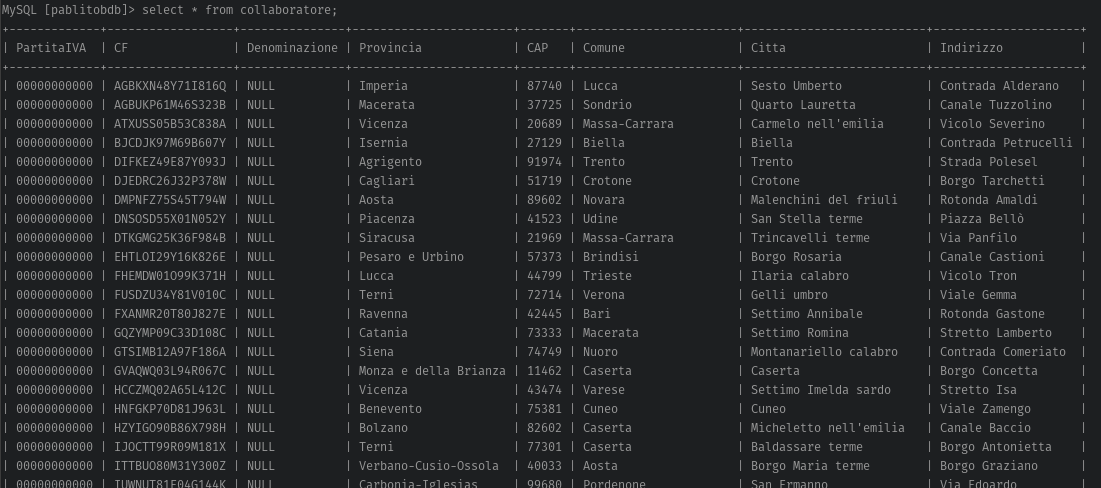 MySQL [pablitobdb]> select * from collaboratore;
+-------------+------------------+---------------+-----------------------+-------+----------------------+--------------------------+----------------------+
| PartitaIVA | CF | Denominazione | Provincia | CAP | Comune | Citta | Indirizzo |
+-------------+------------------+---------------+-----------------------+-------+----------------------+--------------------------+----------------------+
| 00000000000 | AGBKXN48Y71I816Q | NULL | Imperia | 87740 | Lucca | Sesto Umberto | Contrada Alderano |
| 00000000000 | AGBUKP61M46S323B | NULL | Macerata | 37725 | Sondrio | Quarto Lauretta | Canale Tuzzolino |
| 00000000000 | ATXUSS05B53C838A | NULL | Vicenza | 20689 | Massa-Carrara | Carmelo nell'emilia | Vicolo Severino |
| 00000000000 | BJCDJK97M69B607Y | NULL | Isernia | 27129 | Biella | Biella | Contrada Petrucelli |
| 00000000000 | DIFKEZ49E87Y093J | NULL | Agrigento | 91974 | Trento | Trento | Strada Polesel |
| 00000000000 | DJEDRC26J32P378W | NULL | Cagliari | 51719 | Crotone | Crotone | Borgo Tarchetti |
| 00000000000 | DMPNFZ75S45T794W | NULL | Aosta | 89602 | Novara | Malenchini del friuli | Rotonda Amaldi |
| 00000000000 | DNSOSD55X01N052Y | NULL | Piacenza | 41523 | Udine | San Stella terme | Piazza Bellò |
| 00000000000 | DTKGMG25K36F984B | NULL | Siracusa | 21969 | Massa-Carrara | Trincavelli terme | Via Panfilo |
| 00000000000 | EHTLOI29Y16K826E | NULL | Pesaro e Urbino | 57373 | Brindisi | Borgo Rosaria | Canale Castioni |
| 00000000000 | FHEMDW01O99K371H | NULL | Lucca | 44799 | Trieste | Ilaria calabro | Vicolo Tron |
| 00000000000 | FUSDZU34Y81V010C | NULL | Terni | 72714 | Verona | Gelli umbro | Viale Gemma |
| 00000000000 | FXANMR20T80J827E | NULL | Ravenna | 42445 | Bari | Settimo Annibale | Rotonda Gastone |
| 00000000000 | GQZYMP09C33D108C | NULL | Catania | 73333 | Macerata | Settimo Romina | Stretto Lamberto |
| 00000000000 | GTSIMB12A97F186A | NULL | Siena | 74749 | Nuoro | Montanariello calabro | Contrada Comeriato |
| 00000000000 | GVAQWQ03L94R067C | NULL | Monza e della Brianza | 11462 | Caserta | Caserta | Borgo Concetta |
| 00000000000 | HCCZMQ02A65L412C | NULL | Vicenza | 43474 | Varese | Settimo Imelda sardo | Stretto Isa |
| 00000000000 | HNFGKP70D81J963L | NULL | Benevento | 75381 | Cuneo | Cuneo | Viale Zamengo |
| 00000000000 | HZYIGO90B86X798H | NULL | Bolzano | 82602 | Caserta | Micheletto nell'emilia | Canale Baccio |
| 00000000000 | IJOCTT99R09M181X | NULL | Terni | 77301 | Caserta | Baldassare terme | Borgo Antonietta |
| 00000000000 | ITTBUO80M31Y300Z | NULL | Verbano-Cusio-Ossola | 40033 | Aosta | Borgo Maria terme | Borgo Graziano |
| 00000000000 | IUWNUT81E04G144K | NULL | Carbonia-Iglesias | 99680 | Pordenone | San Ermanno | Via Edoardo |